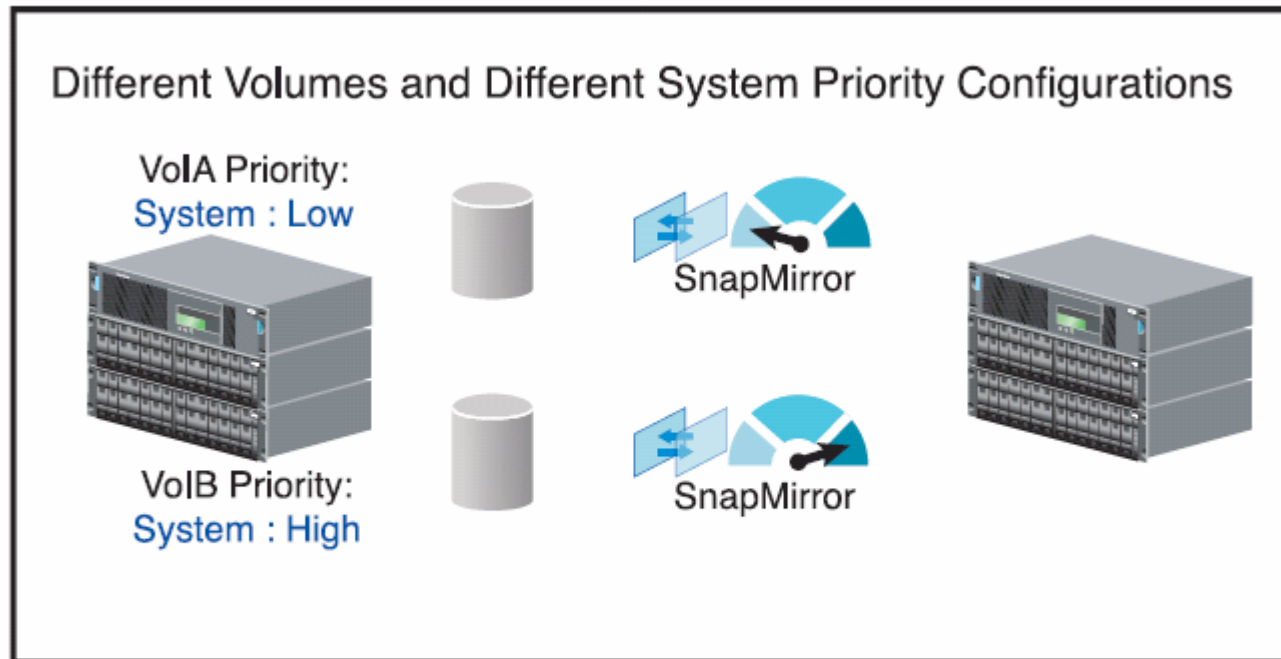 Different Volumes and Different System Priority Configurations
VolA Priority:
System : Low
SnapMirror
VolB Priority:
System : High
SnapMirror